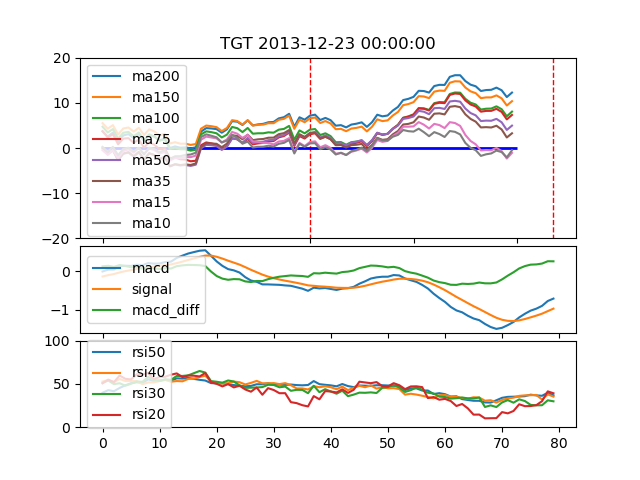 TGT 2013-12-23 00:00:00
20
10
0
−10
−20
ma200
ma150
ma100
ma75
ma50
ma35
ma15
ma10
0
−1
macd
signal
macd_diff
100
50
0
rsi50
rsi40
rsi30
rsi20
0 10 20 30 40 50 60 70 80